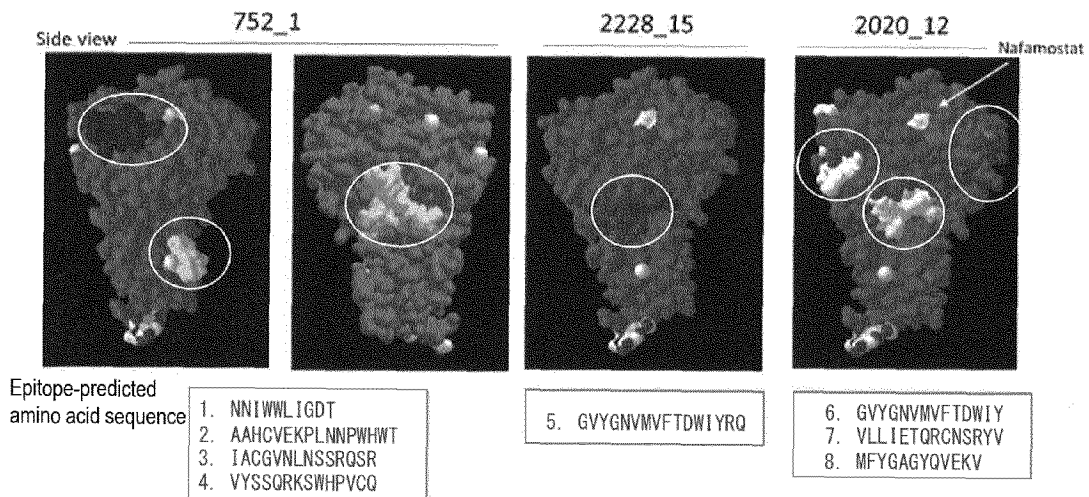 752_1
2228_15
2020_12
Side view
Nafamostat
Epitope-predicted
amino acid sequence
1. NNIWWLIGDT
2. AAHCVEKPLNNPWHWT
3. IACGVNLNSSRQSR
4. VYSSQRKSWHPVCQ
5. GVYGNVMVFTDWIYRQ
6. GVYGNVMVFTDWIY
7. VLLIETQRCNSRYV
8. MFYGAGYQVEKV